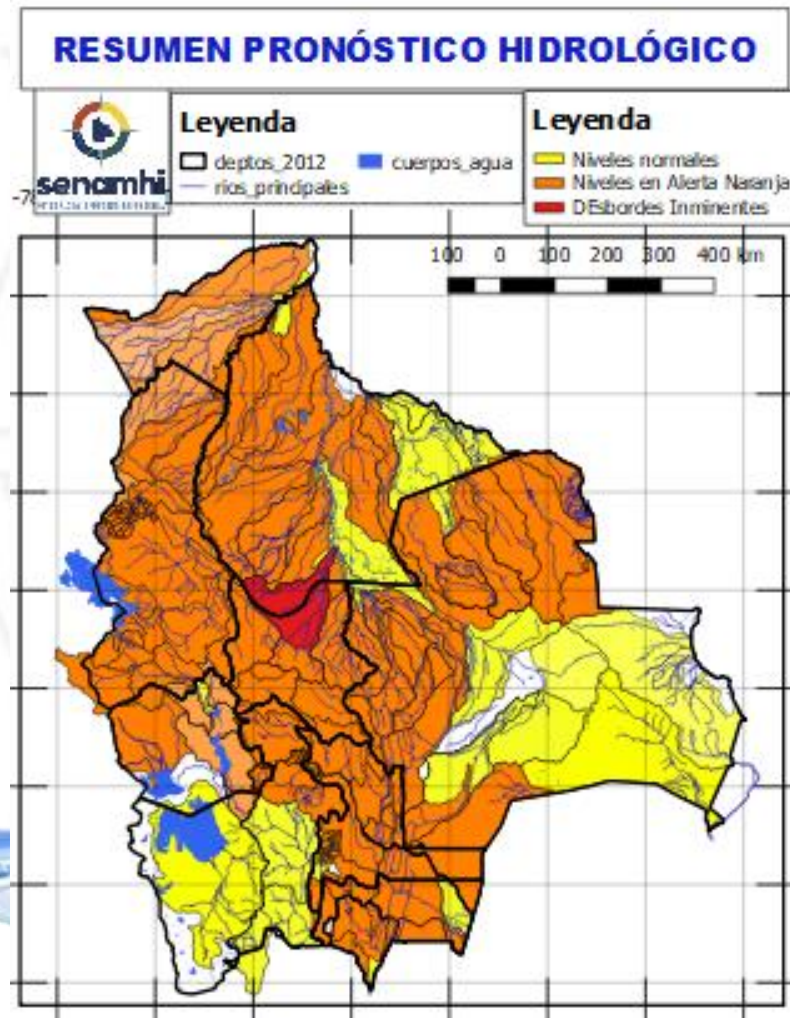 RESUMEN PRONÓSTICO HIDROLÓGICO
senamhi
Leyenda
deptos_2012
cuerpos_agua
rios_principales
Leyenda
Niveles normales
Niveles en Alerta Naranja
DEsbordes Inminentes
100 0 100 200 300 400 km